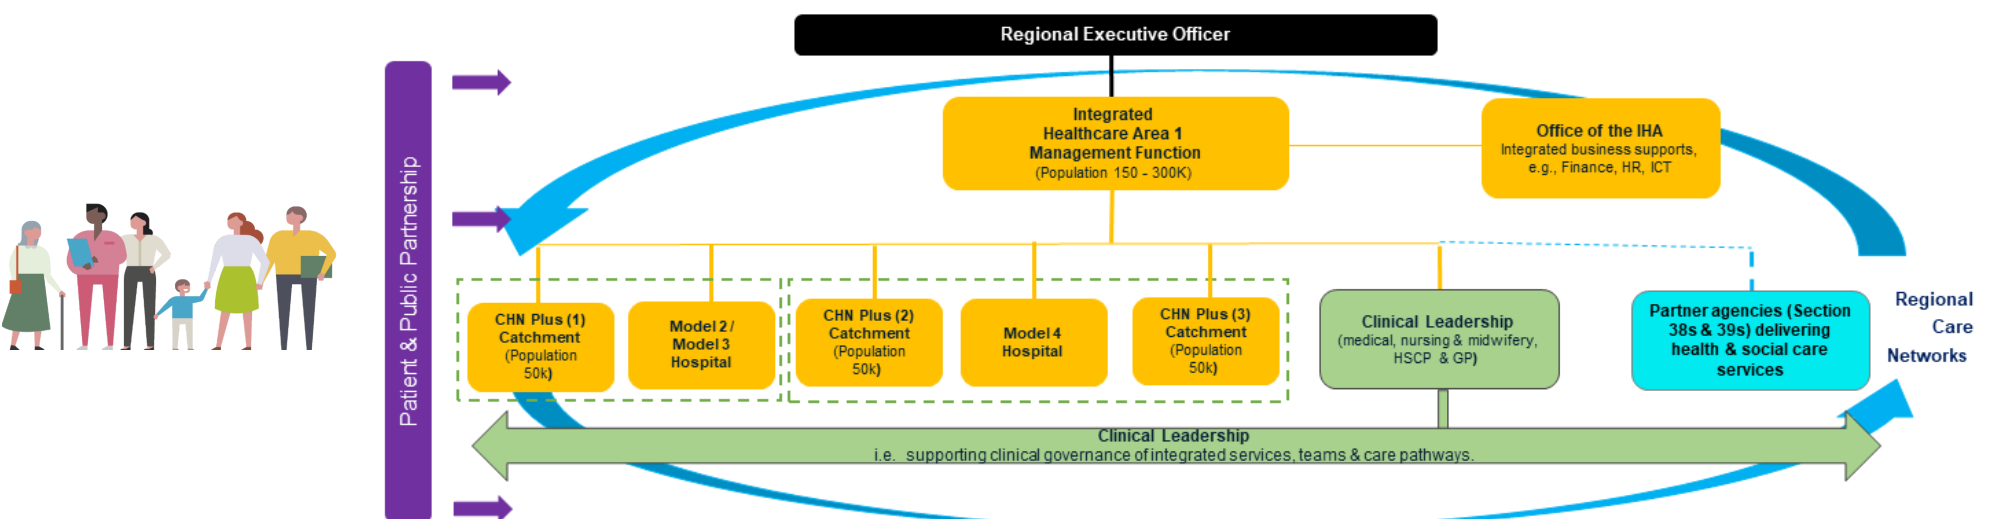 Regional Executive Officer
Patient & Public Partnership
Integrated
Healthcare Area 1
Management Function
(Population 150 - 300K)
Office of the IHA
Integrated business supports,
e.g., Finance, HR, ICT
CHN Plus (1)
Catchment
(Population
50k)
Model 2 /
Model 3
Hospital
CHN Plus (2)
Catchment
(Population
50k)
Model 4
Hospital
CHN Plus (3)
Catchment
(Population
50k)
Clinical Leadership
(medical, nursing & midwifery,
HSCP & GP)
Partner agencies (Section
38s & 39s) delivering
health & social care
services
Regional
Care
Networks
Clinical Leadership
i.e. supporting clinical governance of integrated services, teams & care pathways.